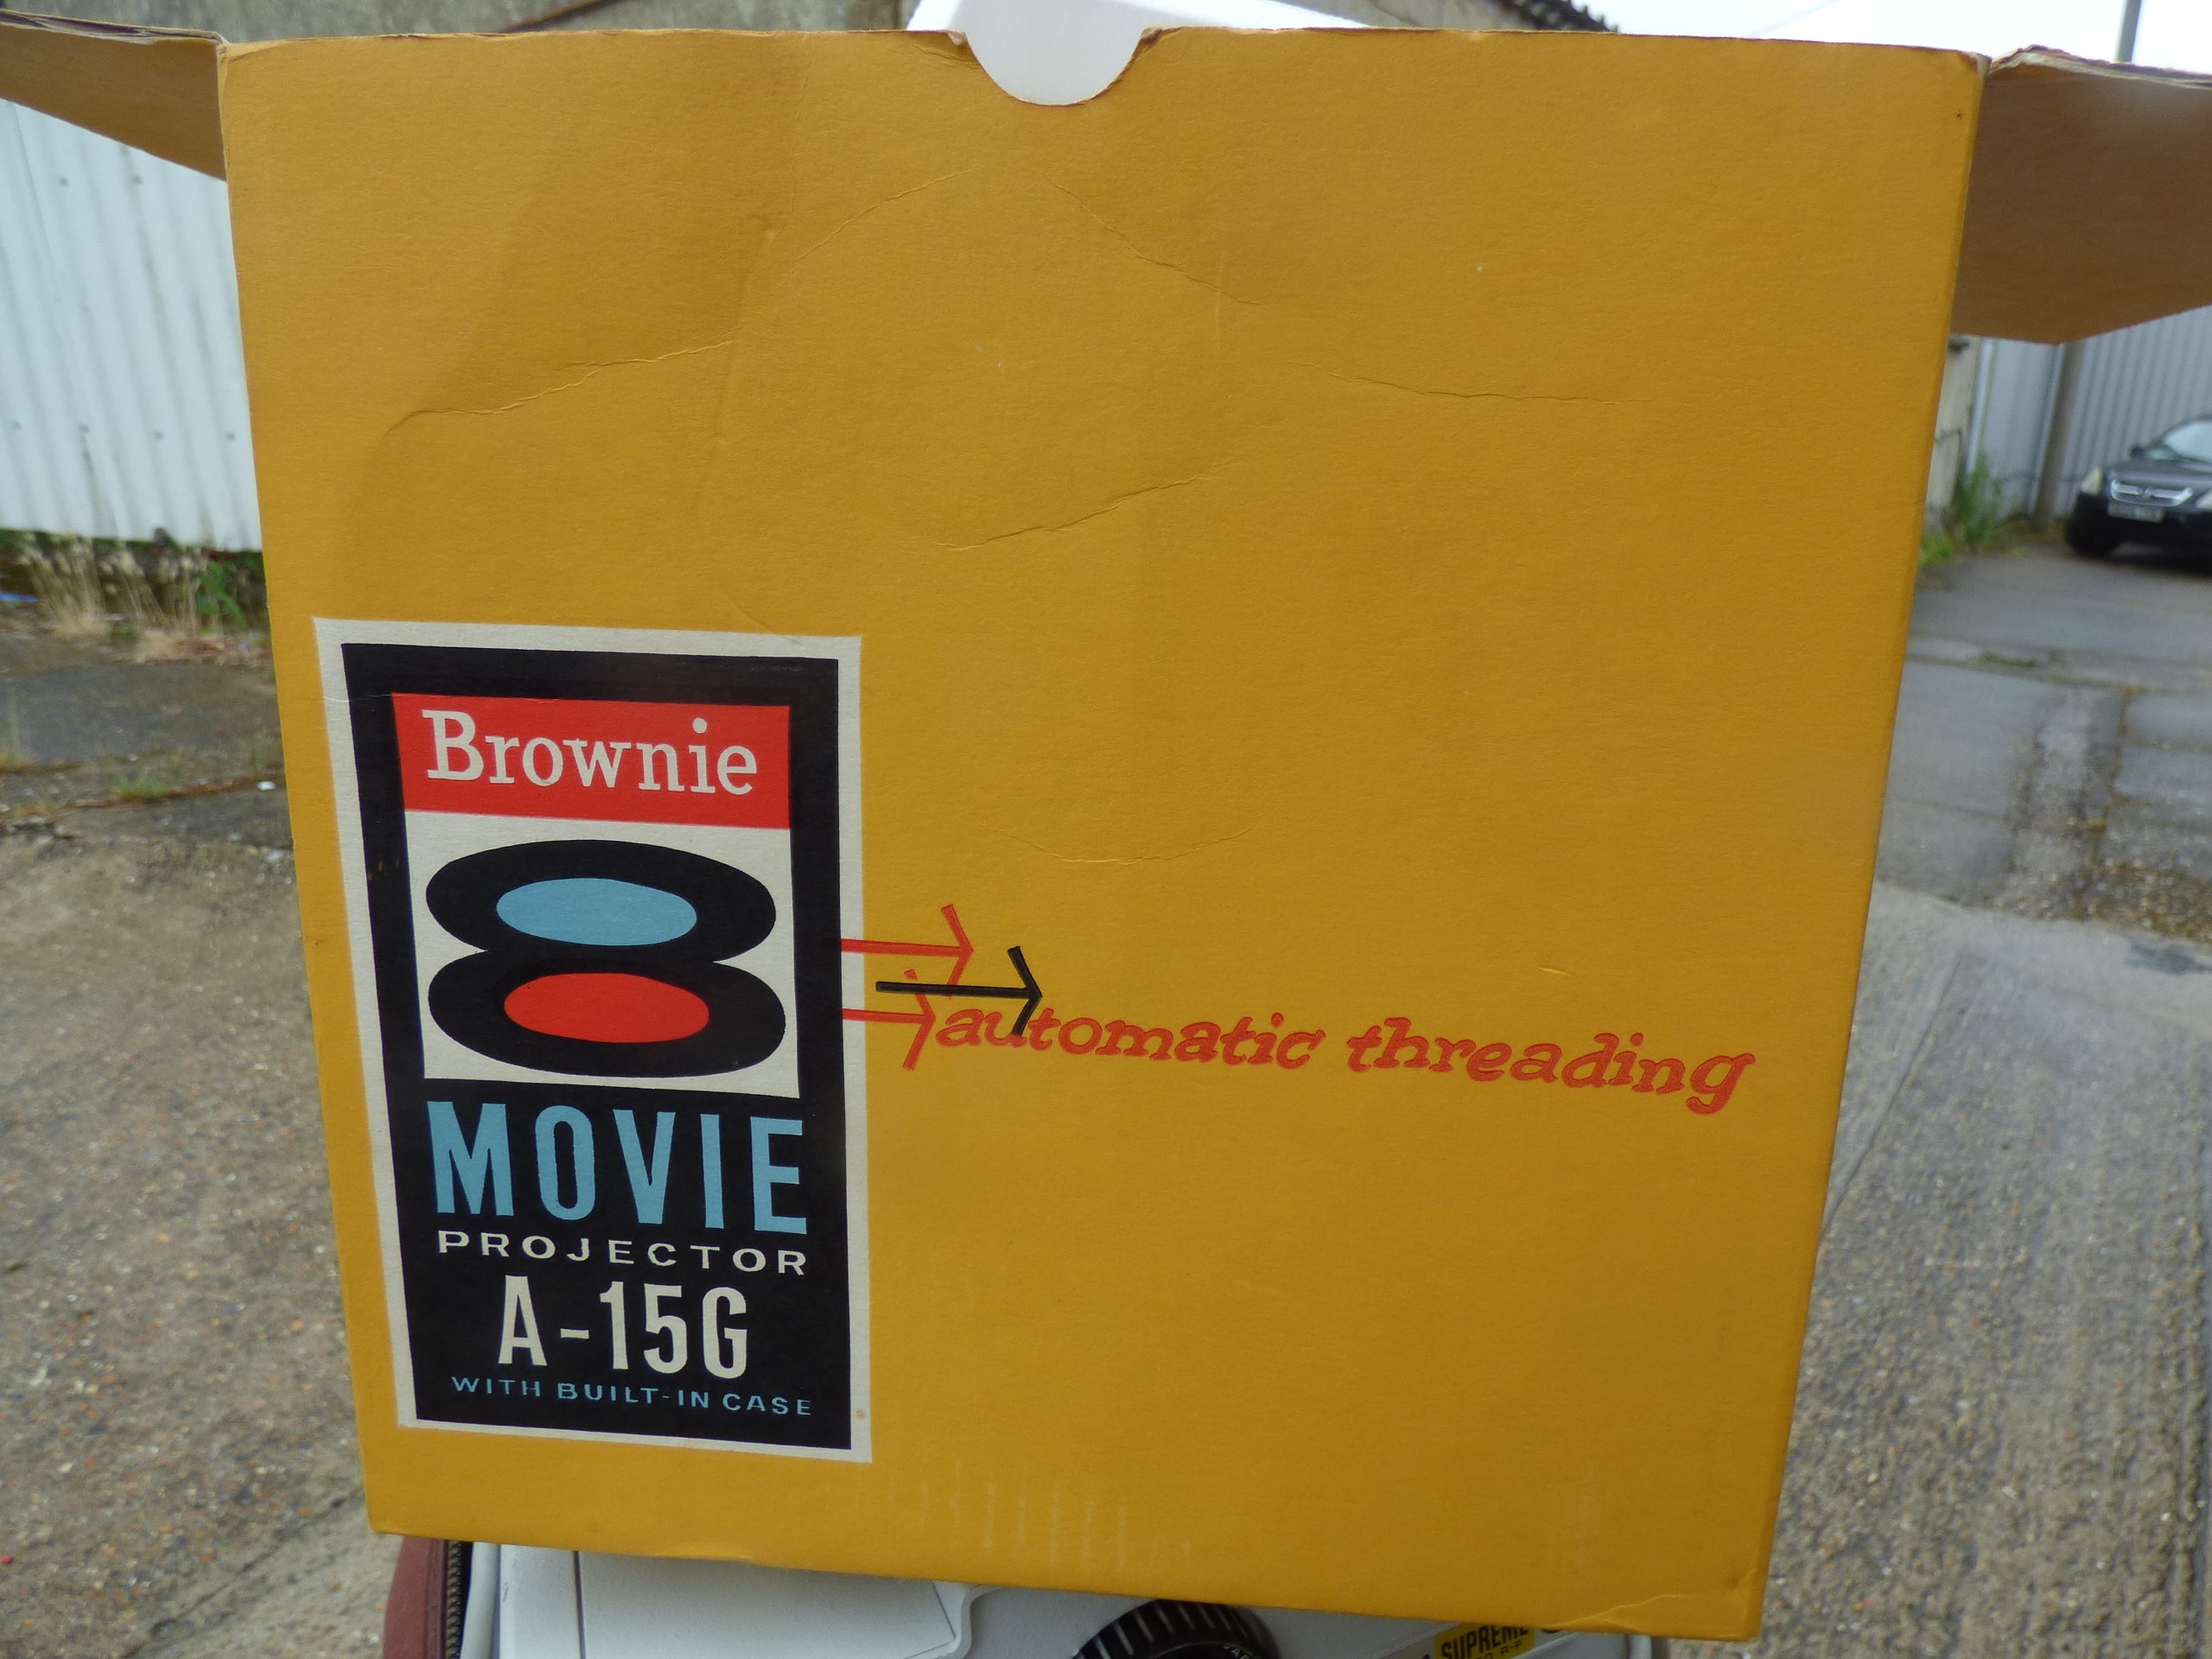 Brownie
8
MOVIE
PROJECTOR
A-15G
WITH BUILT-IN CASE
automatic threading
SUPREME